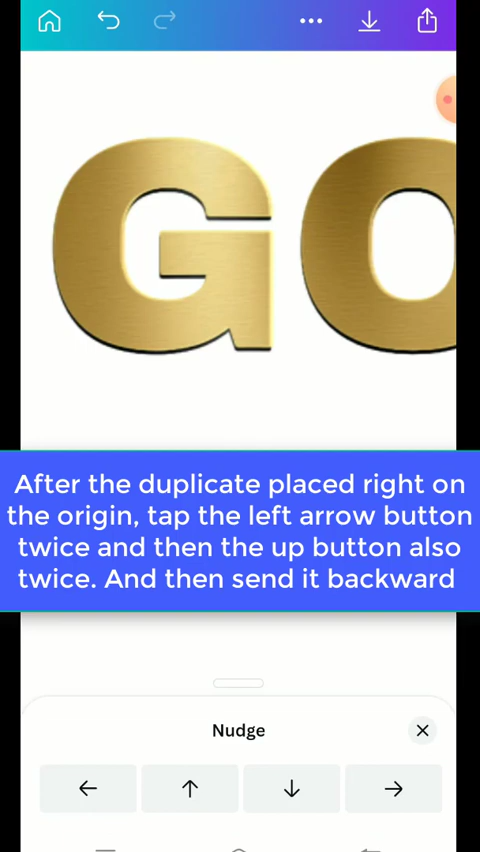 GO
After the duplicate placed right on
the origin, tap the left arrow button
twice and then the up button also
twice. And then send it backward
Nudge